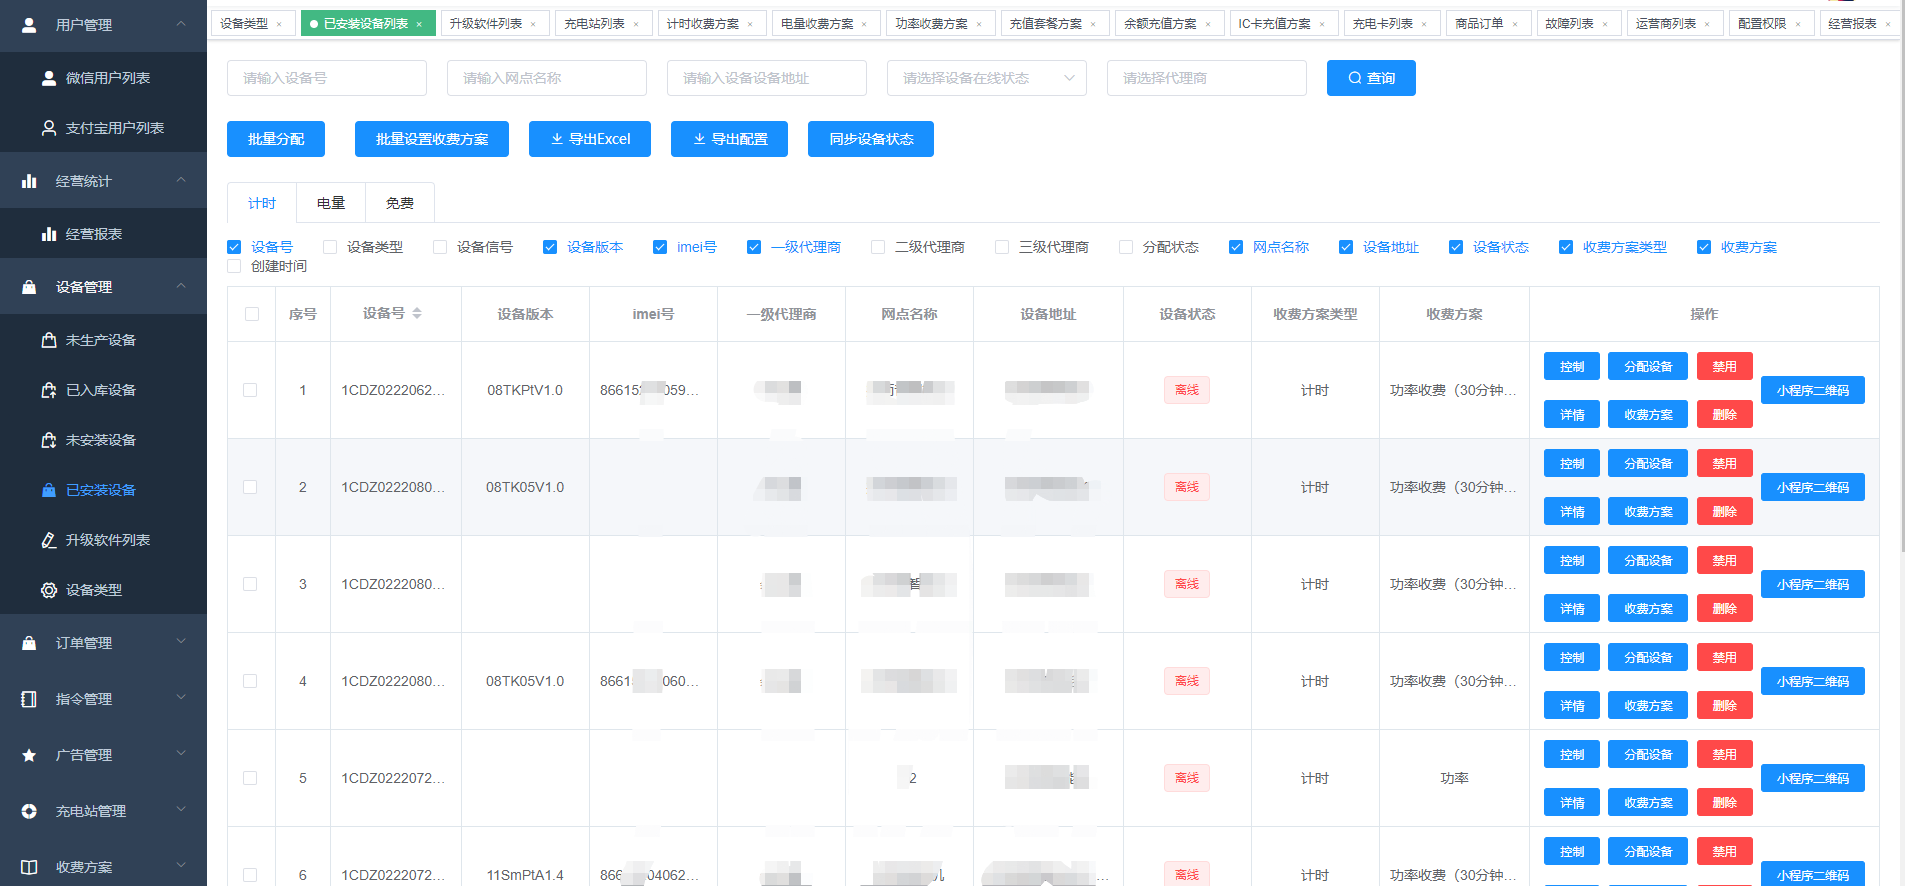 用户管理
微信用户列表
支付宝用户列表
经营统计
经营报表
设备管理
未生产设备
已入库设备
未安装设备
已安装设备
升级软件列表
设备类型
订单管理
指令管理
广告管理
充电站管理
收费方案
设备类型 × 已安装设备列表 × 升级软件列表 × 充电站列表 × 计时收费方案 × 电量收费方案 × 功率收费方案 × 充值套餐方案 × 余额充值方案 × IC卡充值方案 × 充电卡列表 × 商品订单 × 故障列表 × 运营商列表 × 配置权限 × 经营报表 ×
请输入设备号 请输入网点名称 请输入设备设备地址 请选择设备在线状态 请选择代理商 查询
批量分配 批量设置收费方案 导出Excel 导出配置 同步设备状态
计时 电量 免费
设备号 设备类型 设备信号 设备版本 imei号 一级代理商 二级代理商 三级代理商 分配状态 网点名称 设备地址 设备状态 收费方案类型 收费方案
创建时间
序号 设备号 设备版本 imei号 一级代理商 网点名称 设备地址 设备状态 收费方案类型 收费方案 操作
1 1CDZ0222062... 08TKPtV1.0 86615 059... 离线 计时 功率收费（30分钟... 控制 分配设备 禁用 小程序二维码
详情 收费方案 删除
2 1CDZ0222080... 08TK05V1.0 离线 计时 功率收费（30分钟... 控制 分配设备 禁用 小程序二维码
详情 收费方案 删除
3 1CDZ0222080... 离线 计时 功率收费（30分钟... 控制 分配设备 禁用 小程序二维码
详情 收费方案 删除
4 1CDZ0222080... 08TK05V1.0 8661 060... 离线 计时 功率收费（30分钟... 控制 分配设备 禁用 小程序二维码
详情 收费方案 删除
5 1CDZ0222072... 2 离线 计时 功率 控制 分配设备 禁用 小程序二维码
详情 收费方案 删除
6 1CDZ0222072... 11SmPtA1.4 866 04062... 机 ... 离线 计时 功率收费（30分钟... 控制 分配设备 禁用 小程序二维码